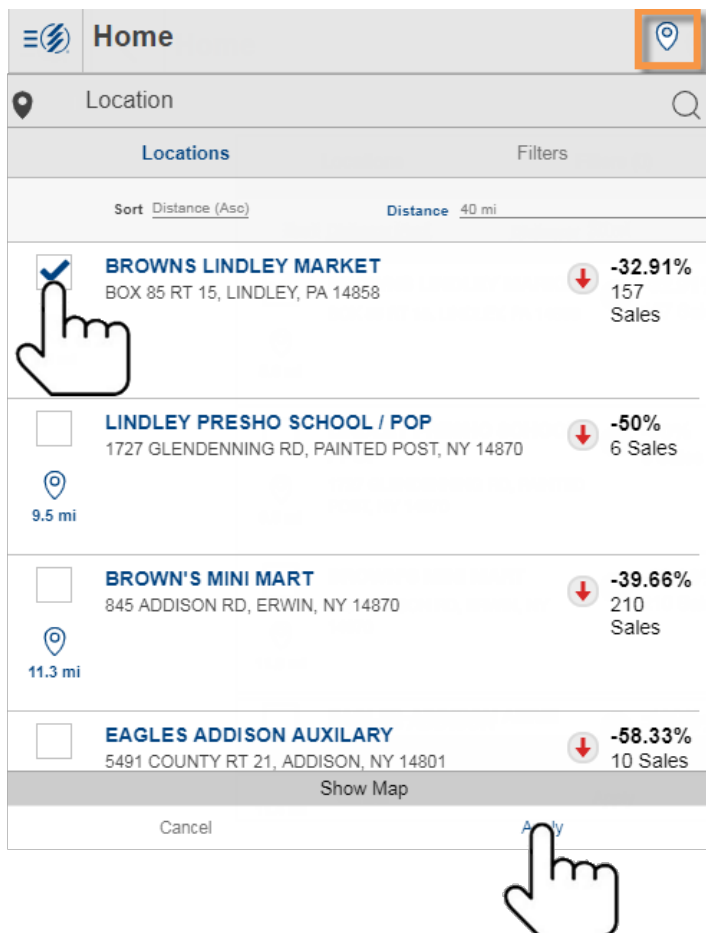 Home
Location
Locations Filters
Sort Distance (Asc) Distance 40 mi
BROWNS LINDLEY MARKET
BOX 85 RT 15, LINDLEY, PA 14858
-32.91%
157
Sales
LINDLEY PRESHO SCHOOL / POP
1727 GLENDENNING RD, PAINTED POST, NY 14870
-50%
6 Sales
9.5 mi
BROWN'S MINI MART
845 ADDISON RD, ERWIN, NY 14870
-39.66%
210
Sales
11.3 mi
EAGLES ADDISON AUXILARY
5491 COUNTY RT 21, ADDISON, NY 14801
-58.33%
10 Sales
Show Map
Cancel